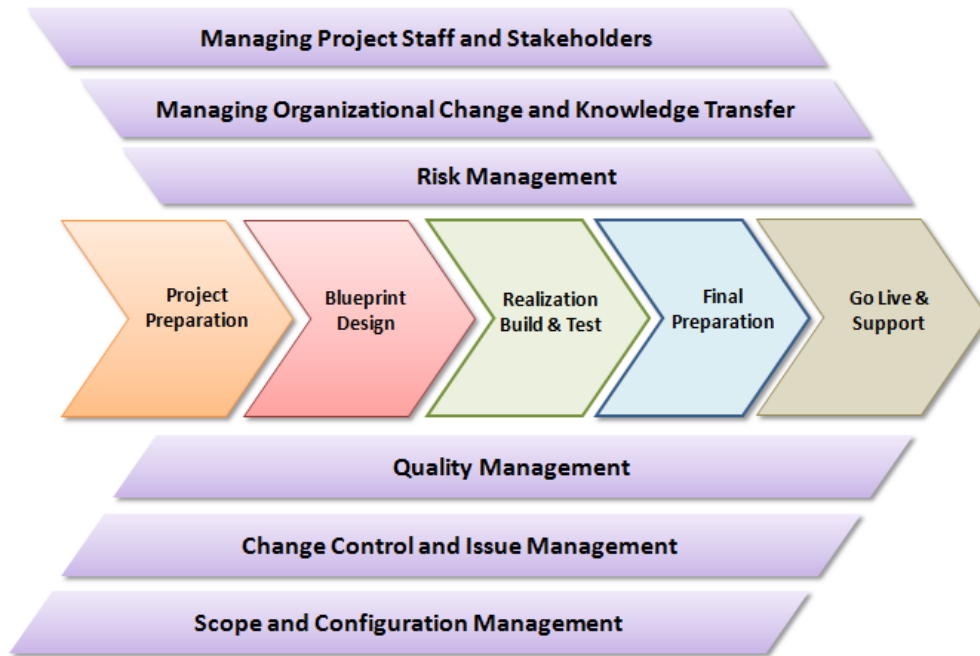 Managing Project Staff and Stakeholders
Managing Organizational Change and Knowledge Transfer
Risk Management
Project
Preparation
Blueprint
Design
Realization
Build & Test
Final
Preparation
Go Live &
Support
Quality Management
Change Control and Issue Management
Scope and Configuration Management